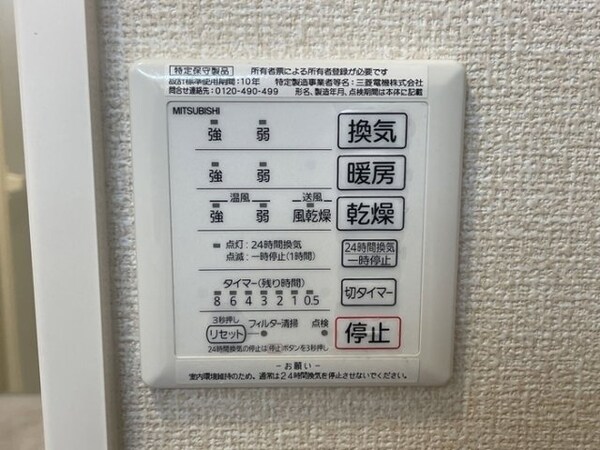 特定保守製品 所有者票による所有者登録が必要です
設計標準使用期間:10年 特定製造事業者等名:三菱電機株式会社
問合せ連絡先:0120-490-499 形名、製造年月、点検期間は本体に記載
MITSUBISHI
強 弱 換気
強 弱 暖房
温風 送風
強 弱 風乾燥 乾燥
点灯:24時間換気
点滅:一時停止(1時間)
24時間換気
一時停止
タイマー(残り時間)
8 6 4 3 2 1 0.5
切タイマー
3秒押し
リセット フィルター清掃 点検
24時間換気の停止は停止ボタンを3秒押し
停止
-お願い-
室内環境維持のため、通常は24時間換気を停止させないでください。